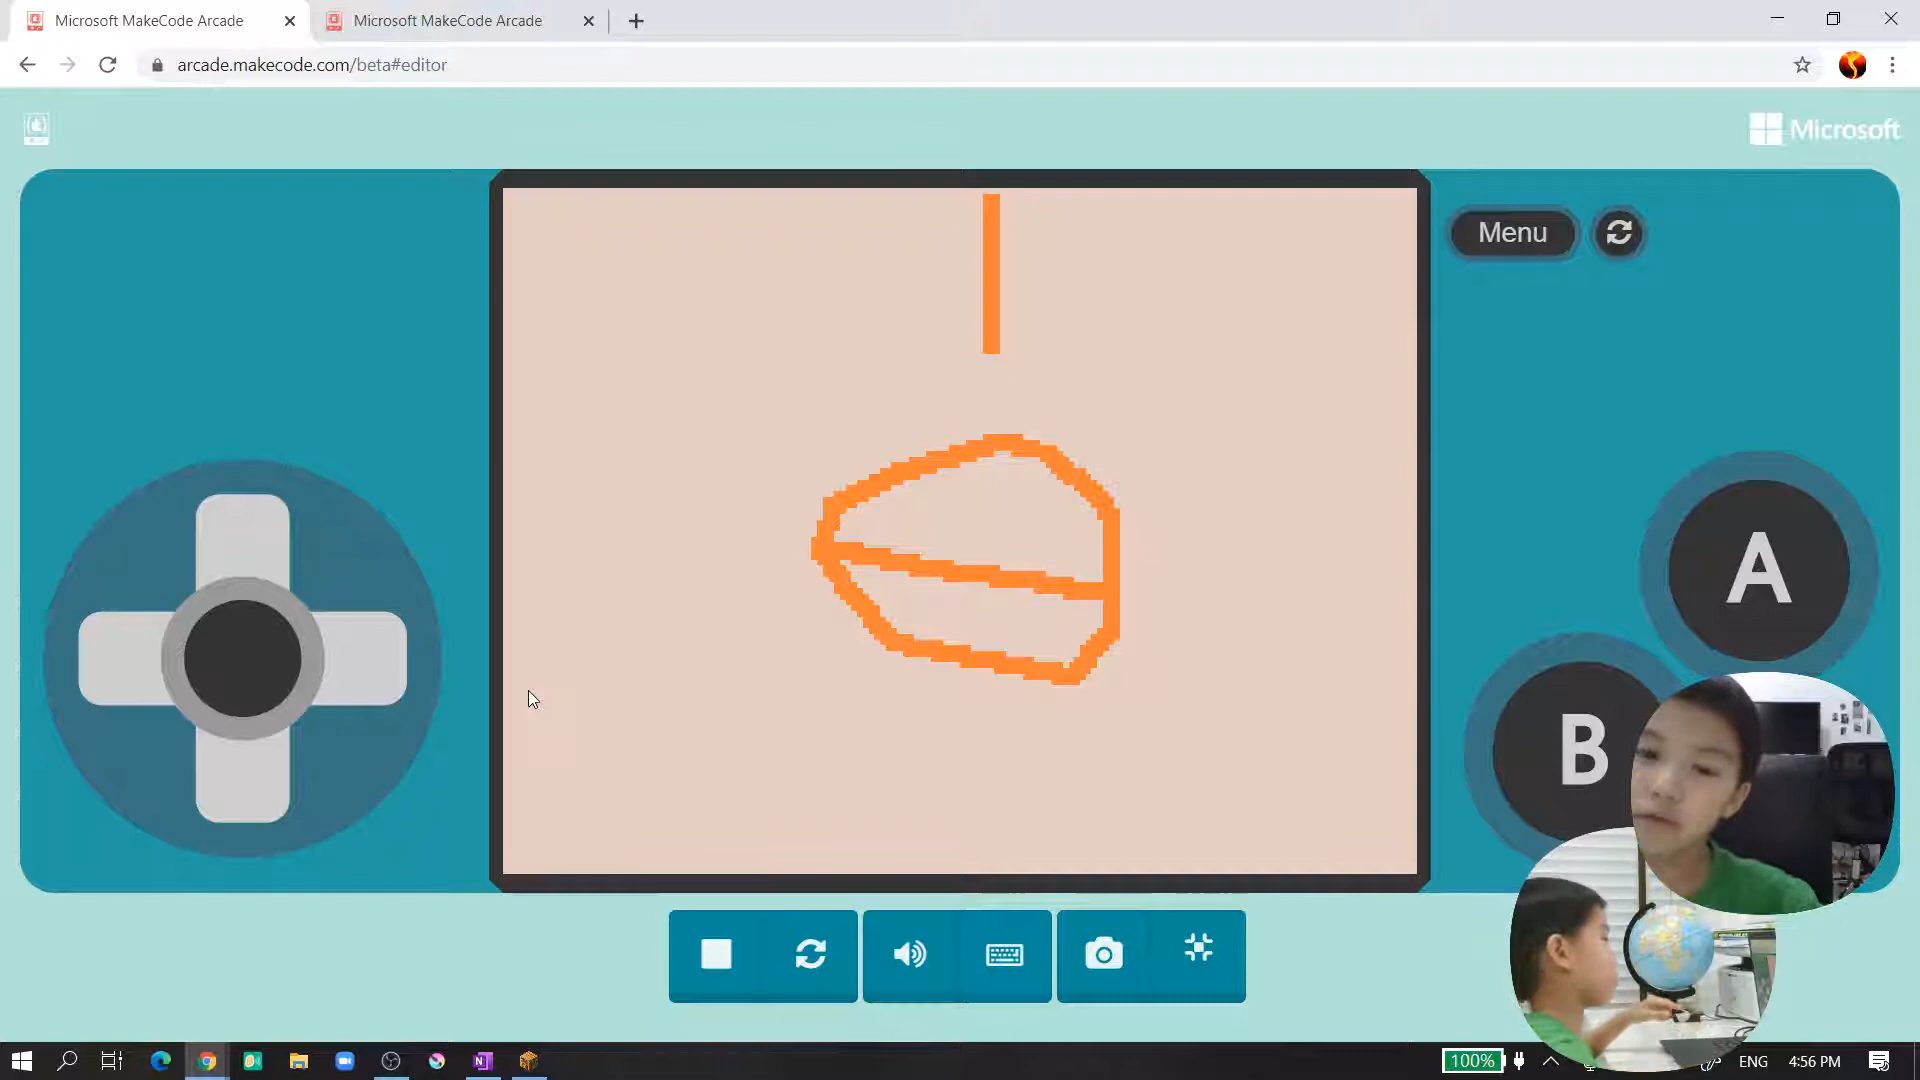 Microsoft MakeCode Arcade
Microsoft MakeCode Arcade
arcade.makecode.com/beta#editor
Microsoft
Menu
A
B
100%
ENG
4:56 PM